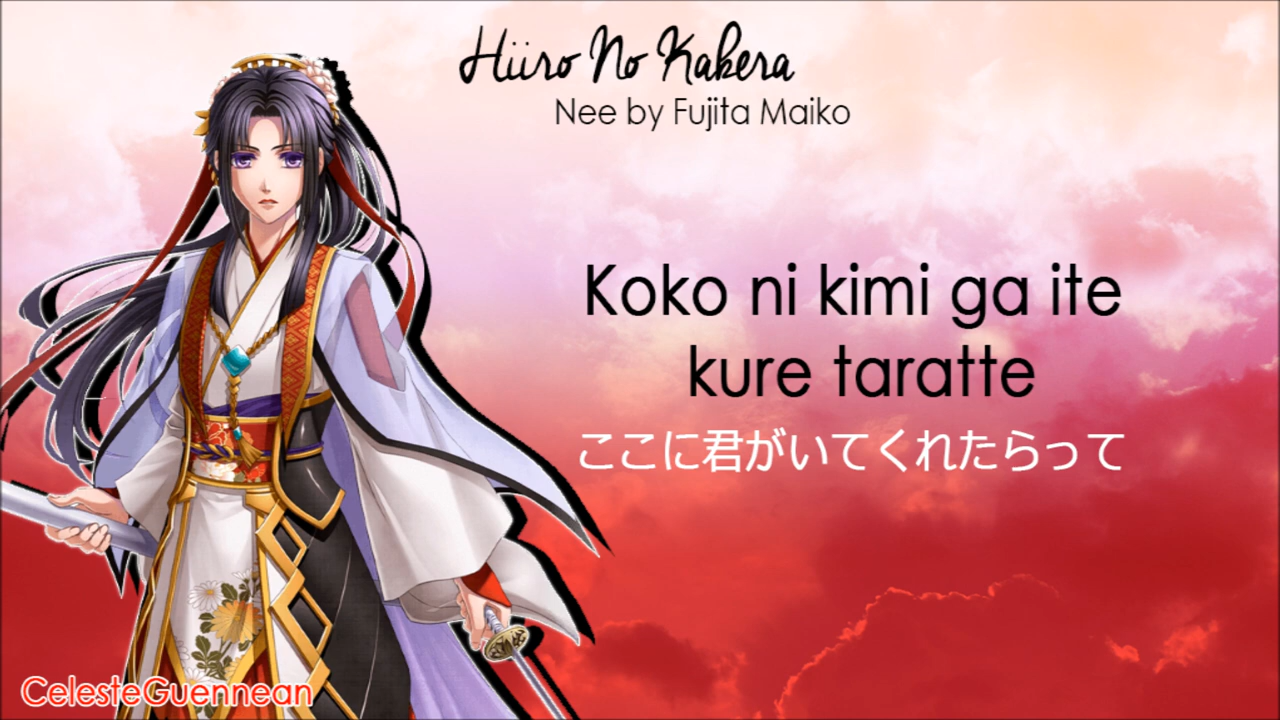 Hiiro No Kakera
Nee by Fujita Maiko
Koko ni kimi ga ite
kure taratte
ここに君がいてくれたらって
CelesteGuennean